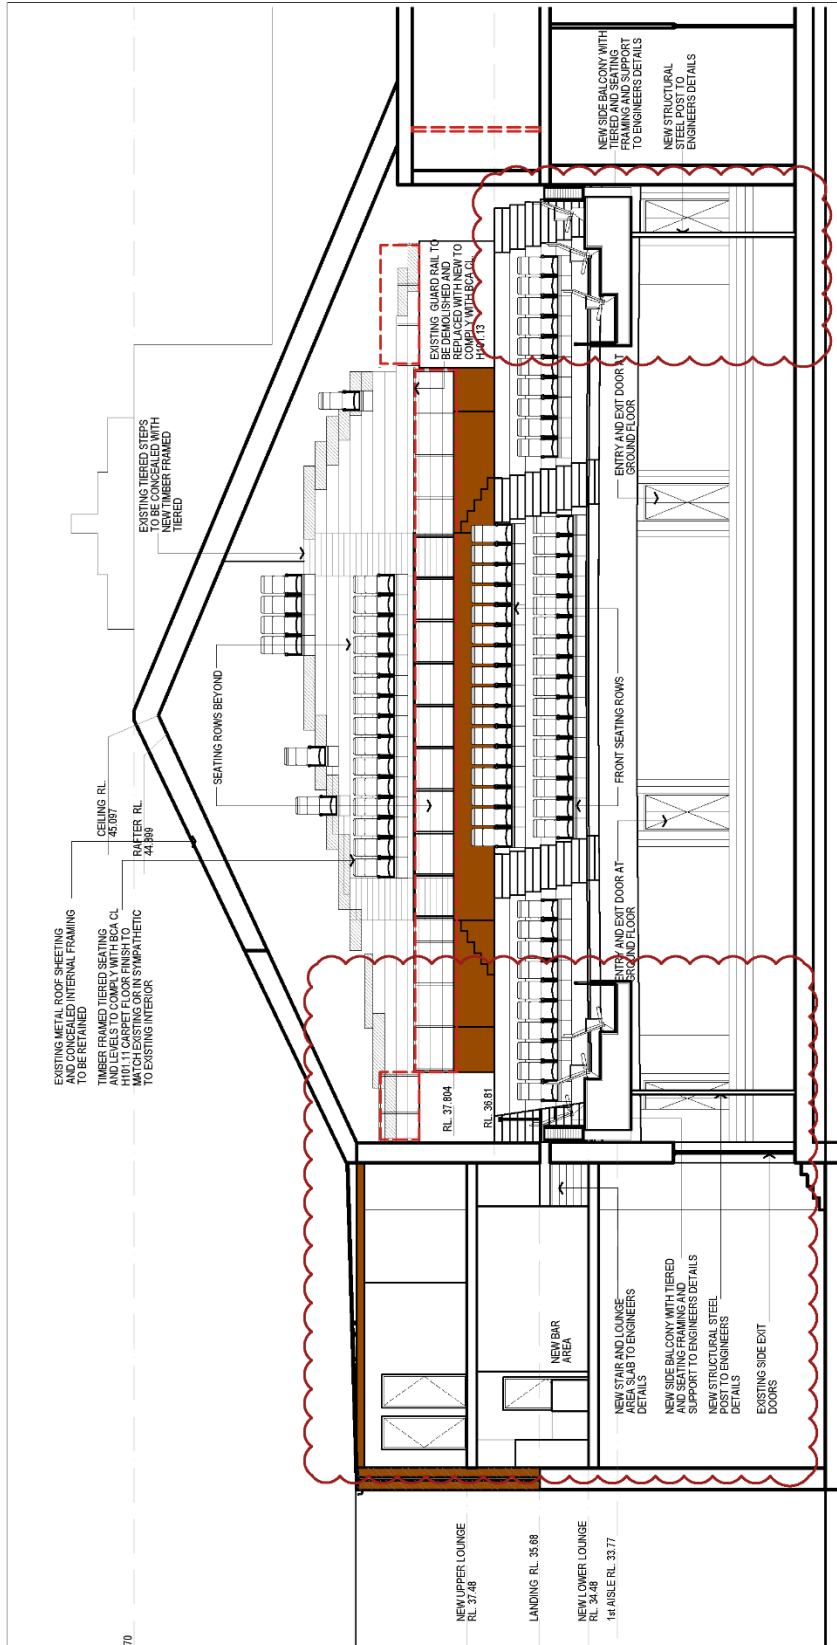 EXISTING METAL ROOF SHEETING
AND CONCEALED INTERNAL FRAMING
TO BE RETAINED
TIMBER FRAMED TIERED SEATING
AND LEVELS TO COMPLY WITH BCA CL
H101.11 CARPET FLOOR FINISH TO
MATCH EXISTING OR IN SYMPATHETIC
TO EXISTING INTERIOR
CEILING RL.
45.097
RAFTER RL.
44.899
EXISTING TIERED STEPS
TO BE CONCEALED WITH
NEW TIMBER FRAMED
TIERED
SEATING ROWS BEYOND
EXISTING GUARD RAIL TO
BE DEMOLISHED AND
REPLACED WITH NEW TO
COMPLY WITH BCA CL.
H101.13
NEW SIDE BALCONY WITH
TIERED AND SEATING
FRAMING AND SUPPORT
TO ENGINEERS DETAILS
NEW STRUCTURAL
STEEL POST TO
ENGINEERS DETAILS
RL. 37.804
RL. 36.81
ENTRY AND EXIT DOOR AT
GROUND FLOOR
FRONT SEATING ROWS
ENTRY AND EXIT DOOR AT
GROUND FLOOR
NEW BAR
AREA
NEW STAIR AND LOUNGE
AREA SLAB TO ENGINEERS
DETAILS
NEW SIDE BALCONY WITH TIERED
AND SEATING FRAMING AND
SUPPORT TO ENGINEERS DETAILS
NEW STRUCTURAL STEEL
POST TO ENGINEERS
DETAILS
EXISTING SIDE EXIT
DOORS
NEW UPPER LOUNGE
RL. 37.48
LANDING RL. 35.68
NEW LOWER LOUNGE
RL. 34.48
1st AISLE RL. 33.77
70